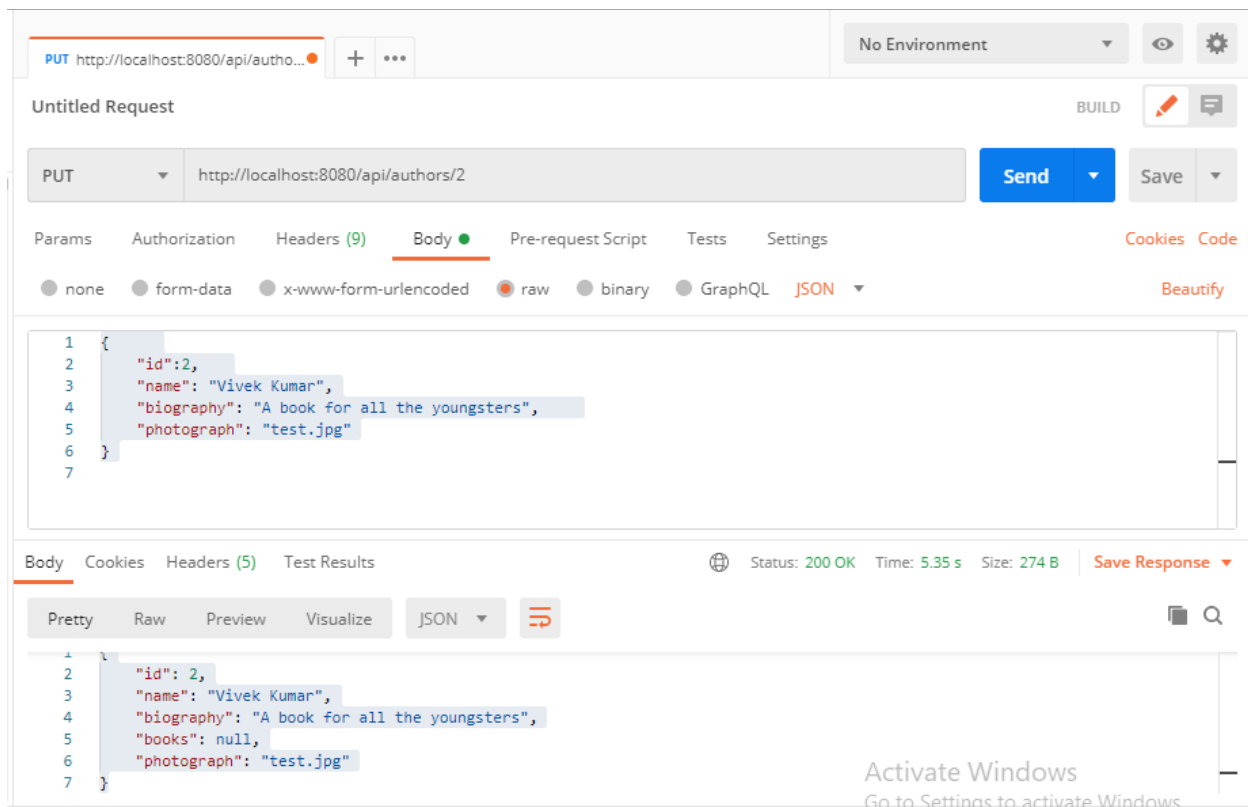 PUT http://localhost:8080/api/autho... + ••• No Environment
Untitled Request BUILD
PUT http://localhost:8080/api/authors/2 Send Save
Params Authorization Headers (9) Body Pre-request Script Tests Settings Cookies Code
none form-data x-www-form-urlencoded raw binary GraphQL JSON Beautify
1 {
2 "id":2,
3 "name": "Vivek Kumar",
4 "biography": "A book for all the youngsters",
5 "photograph": "test.jpg"
6 }
7
Body Cookies Headers (5) Test Results Status: 200 OK Time: 5.35 s Size: 274 B Save Response
Pretty Raw Preview Visualize JSON
1 {
2 "id": 2,
3 "name": "Vivek Kumar",
4 "biography": "A book for all the youngsters",
5 "books": null,
6 "photograph": "test.jpg"
7 }
Activate Windows
Go to Settings to activate Windows.